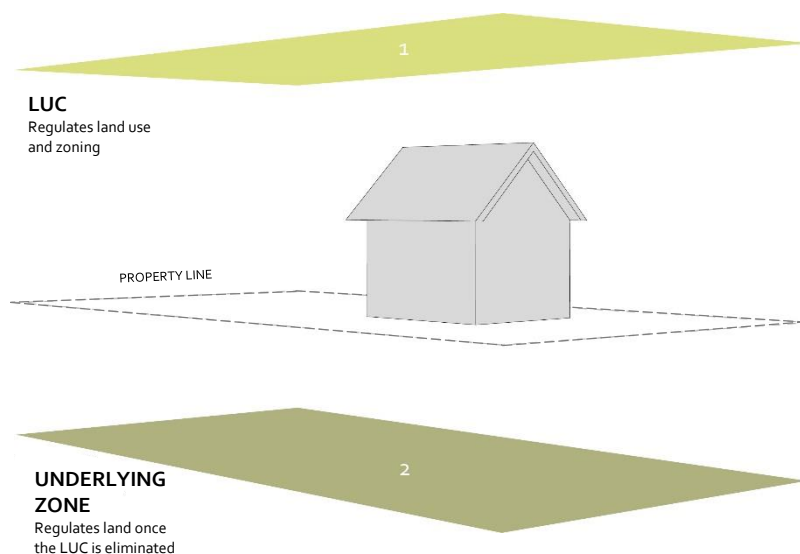 1
LUC
Regulates land use
and zoning
PROPERTY LINE
2
UNDERLYING
ZONE
Regulates land once
the LUC is eliminated